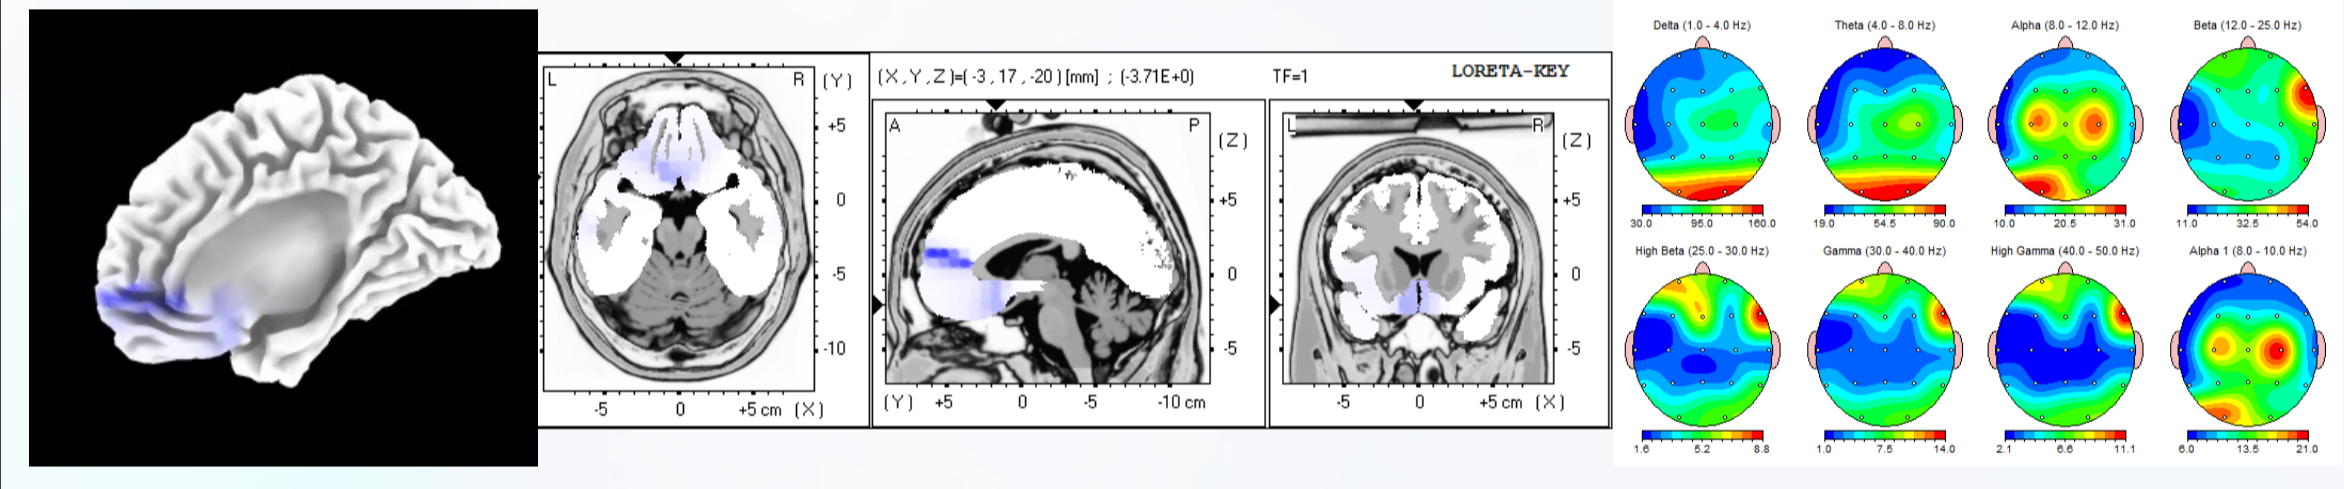 L R (Y)
+5
0
-5
-10
-5 0 +5 cm (X)
(X,Y,Z)=( -3 , 17 , -20 ) [mm] ; (-3.71E+0) TF=1 LORETA-KEY
A P (Z)
+5
0
-5
(Y) +5 0 -5 -10 cm
L R (Z)
+5
0
-5
-5 0 +5 cm (X)
Delta (1.0 - 4.0 Hz) Theta (4.0 - 8.0 Hz) Alpha (8.0 - 12.0 Hz) Beta (12.0 - 25.0 Hz)
30.0 95.0 160.0 19.0 54.5 90.0 10.0 20.5 31.0 11.0 32.5 54.0
High Beta (25.0 - 30.0 Hz) Gamma (30.0 - 40.0 Hz) High Gamma (40.0 - 50.0 Hz) Alpha 1 (8.0 - 10.0 Hz)
1.6 5.2 8.8 1.0 7.5 14.0 2.1 6.6 11.1 6.0 13.5 21.0